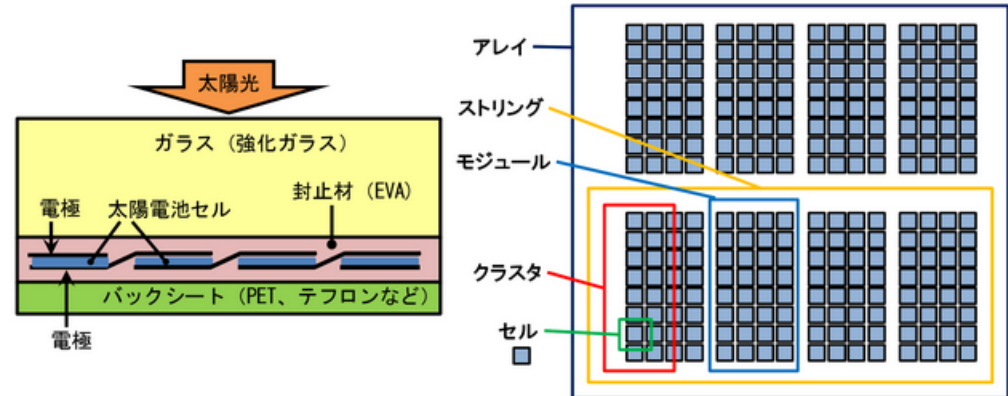 太陽光
ガラス（強化ガラス）
封止材（EVA）
電極
太陽電池セル
バックシート（PET、テフロンなど）
電極
アレイ
ストリング
モジュール
クラスタ
セル